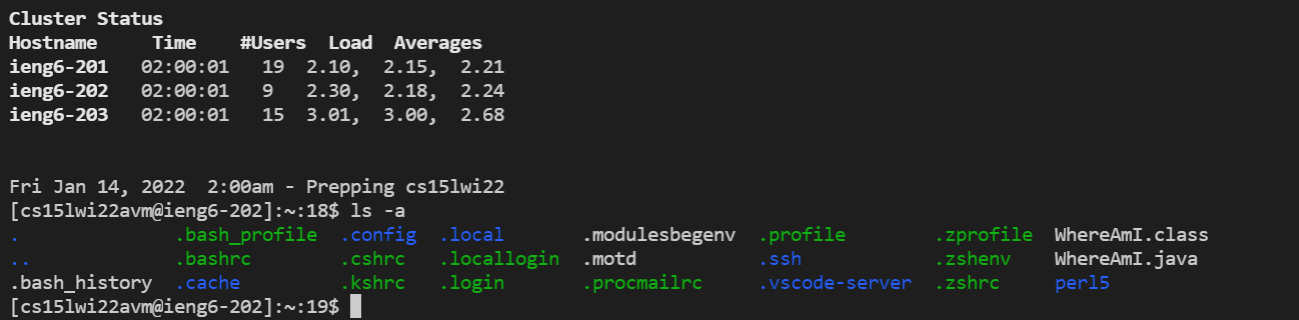 Cluster Status
Hostname     Time    #Users  Load  Averages
ieng6-201   02:00:01   19  2.10,  2.15,  2.21
ieng6-202   02:00:01   9   2.30,  2.18,  2.24
ieng6-203   02:00:01   15  3.01,  3.00,  2.68
Fri Jan 14, 2022  2:00am - Prepping cs15lwi22
[cs15lwi22avm@ieng6-202]:~:18$ ls -a
.              .bash_profile  .config  .local       .modulesbegenv  .profile        .zprofile  WhereAmI.class
..             .bashrc        .cshrc   .locallogin  .motd           .ssh            .zshenv    WhereAmI.java
.bash_history  .cache         .kshrc   .login       .procmailrc     .vscode-server  .zshrc     perl5
[cs15lwi22avm@ieng6-202]:~:19$